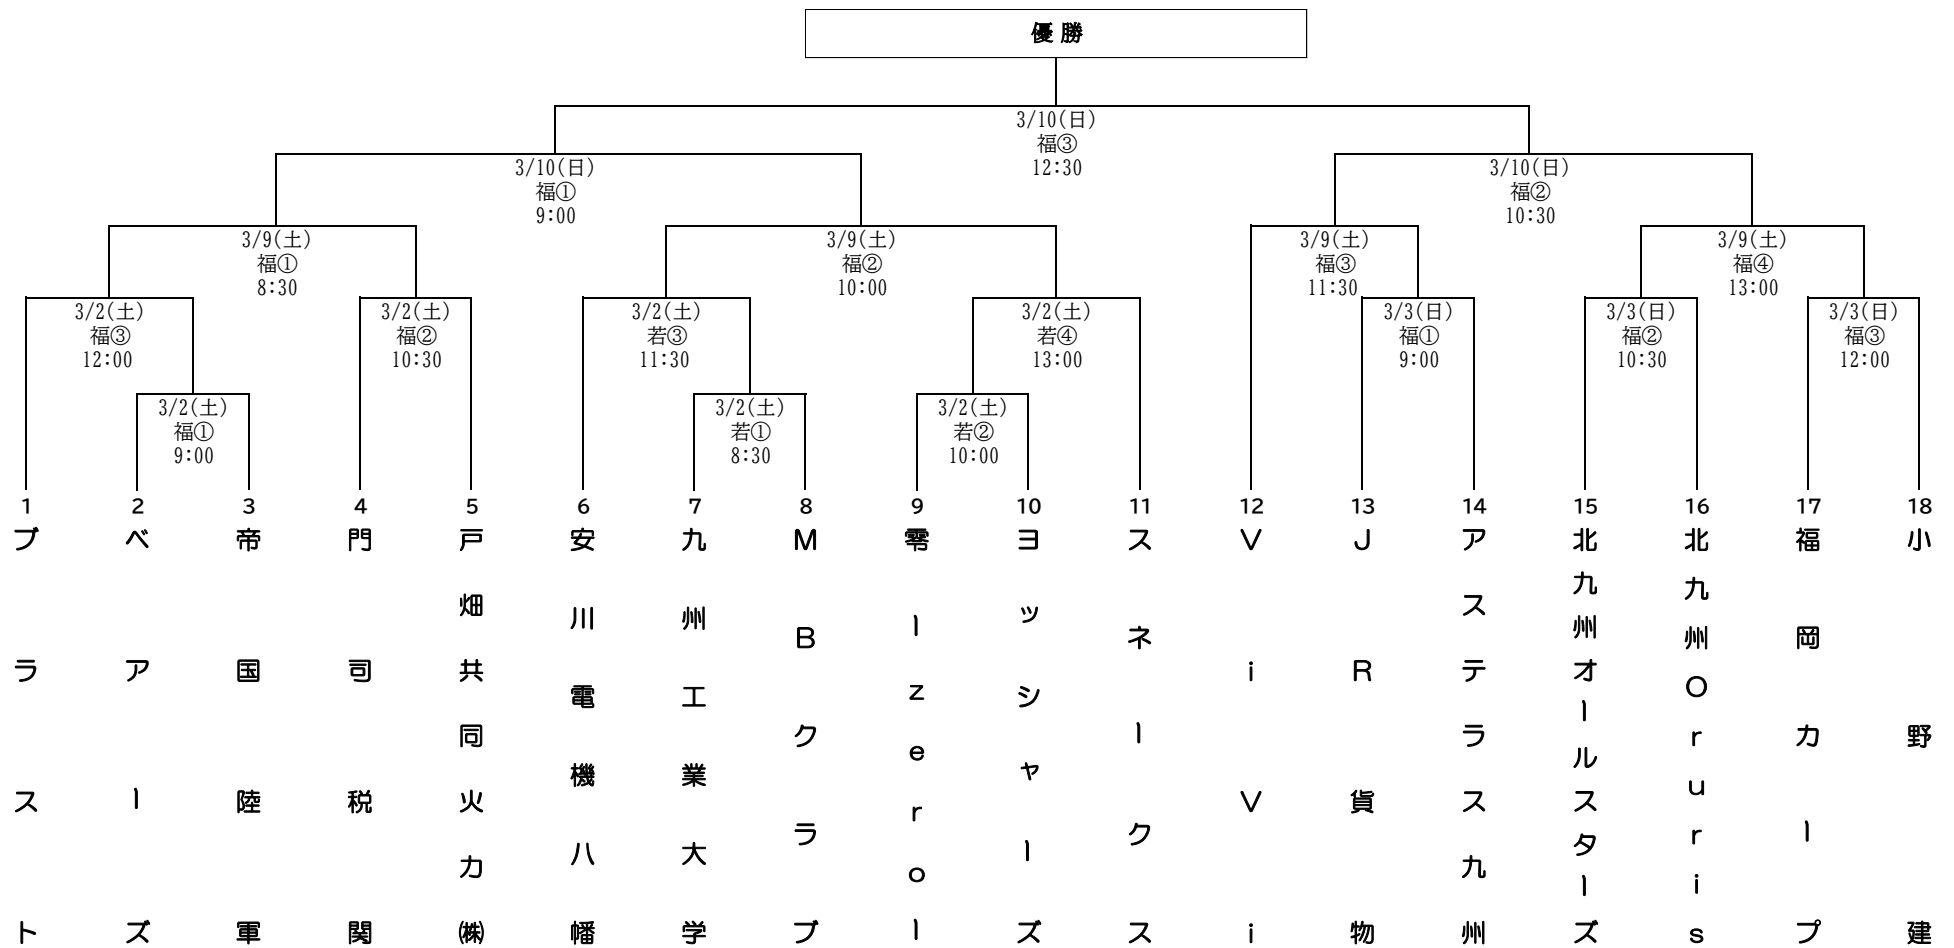 優勝
3/10(日)
福③
12:30
3/10(日)
福①
9:00
3/10(日)
福②
10:30
3/9(土)
福①
8:30
3/9(土)
福②
10:00
3/9(土)
福③
11:30
3/9(土)
福④
13:00
3/2(土)
福③
12:00
3/2(土)
福②
10:30
3/2(土)
若③
11:30
3/2(土)
若④
13:00
3/3(日)
福①
9:00
3/3(日)
福②
10:30
3/3(日)
福③
12:00
3/2(土)
福①
9:00
3/2(土)
若①
8:30
3/2(土)
若②
10:00
1
ブラスト
2
ベアーズ
3
帝国陸軍
4
門司税関
5
戸畑共同火力㈱
6
安川電機八幡
7
九州工業大学
8
MBクラブ
9
零ーzeroー
10
ヨッシャーズ
11
スネークス
12
ViVi
13
JR貨物
14
アステラス九州
15
北九州オールスターズ
16
北九州Oruris
17
福岡カープ
18
小野建